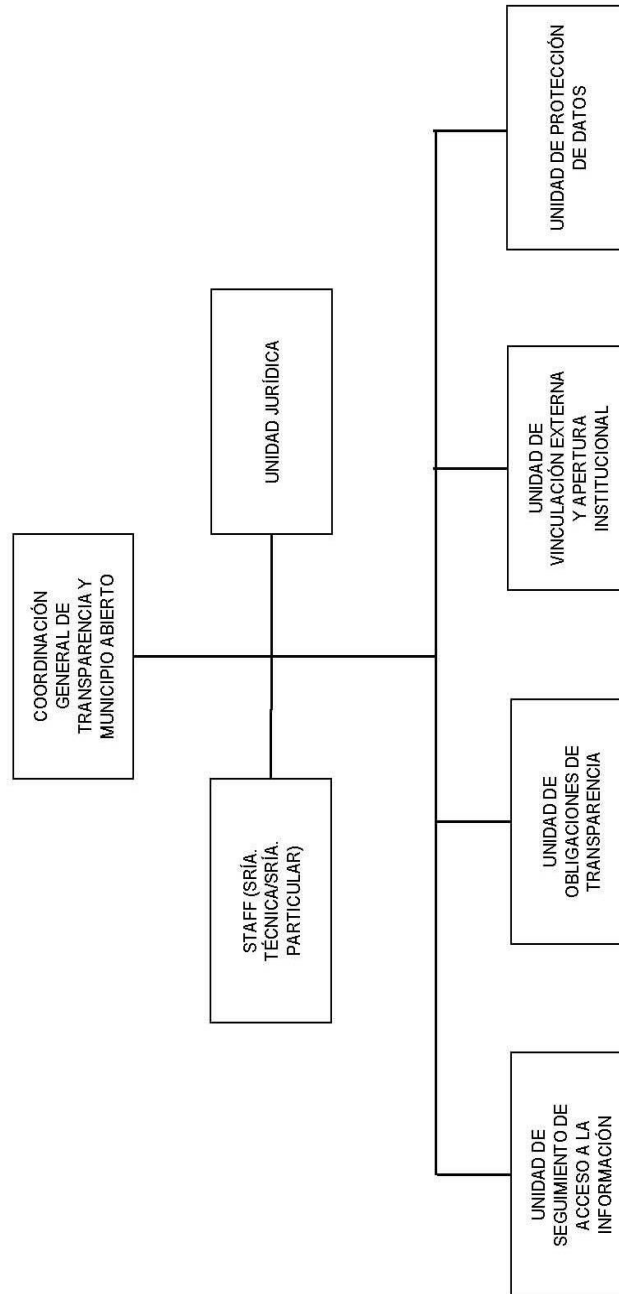 COORDINACIÓN
GENERAL DE
TRANSPARENCIA Y
MUNICIPIO ABIERTO
STAFF (SRÍA.
TÉCNICA/SRÍA.
PARTICULAR)
UNIDAD JURÍDICA
UNIDAD DE
SEGUIMIENTO DE
ACCESO A LA
INFORMACIÓN
UNIDAD DE
OBLIGACIONES DE
TRANSPARENCIA
UNIDAD DE
VINCULACIÓN EXTERNA
Y APERTURA
INSTITUCIONAL
UNIDAD DE PROTECCIÓN
DE DATOS